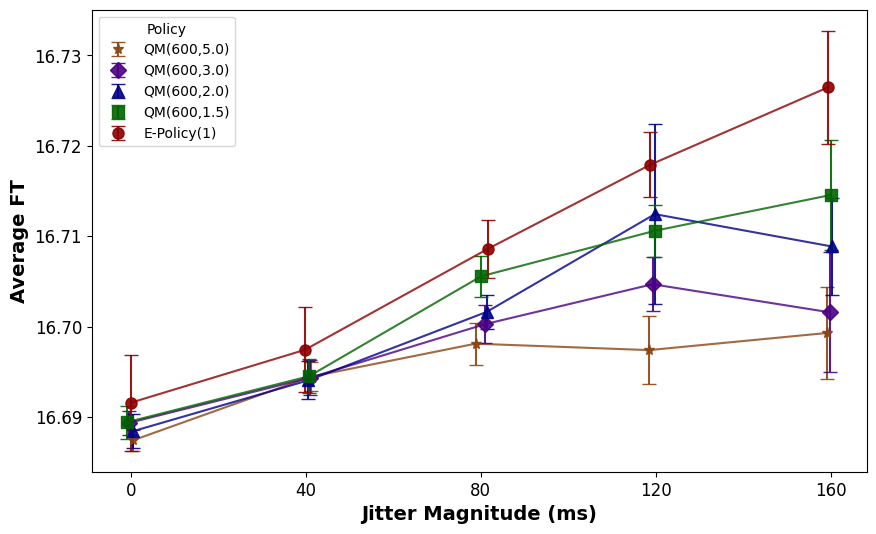 Policy
QM(600,5.0)
QM(600,3.0)
QM(600,2.0)
QM(600,1.5)
E-Policy(1)
16.73
16.72
16.71
16.70
16.69
Average FT
0 40 80 120 160
Jitter Magnitude (ms)